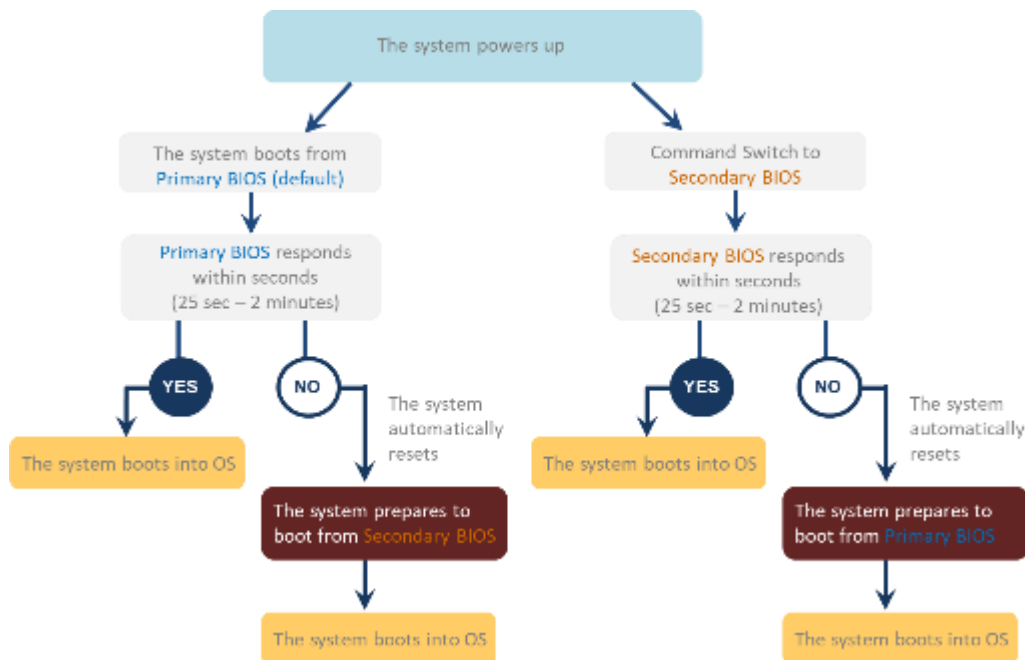 The system powers up
The system boots from
Primary BIOS (default)
Command Switch to
Secondary BIOS
Primary BIOS responds
within seconds
(25 sec – 2 minutes)
Secondary BIOS responds
within seconds
(25 sec – 2 minutes)
YES
NO
YES
NO
The system
automatically
resets
The system
automatically
resets
The system boots into OS
The system boots into OS
The system prepares to
boot from Secondary BIOS
The system prepares to
boot from Primary BIOS
The system boots into OS
The system boots into OS